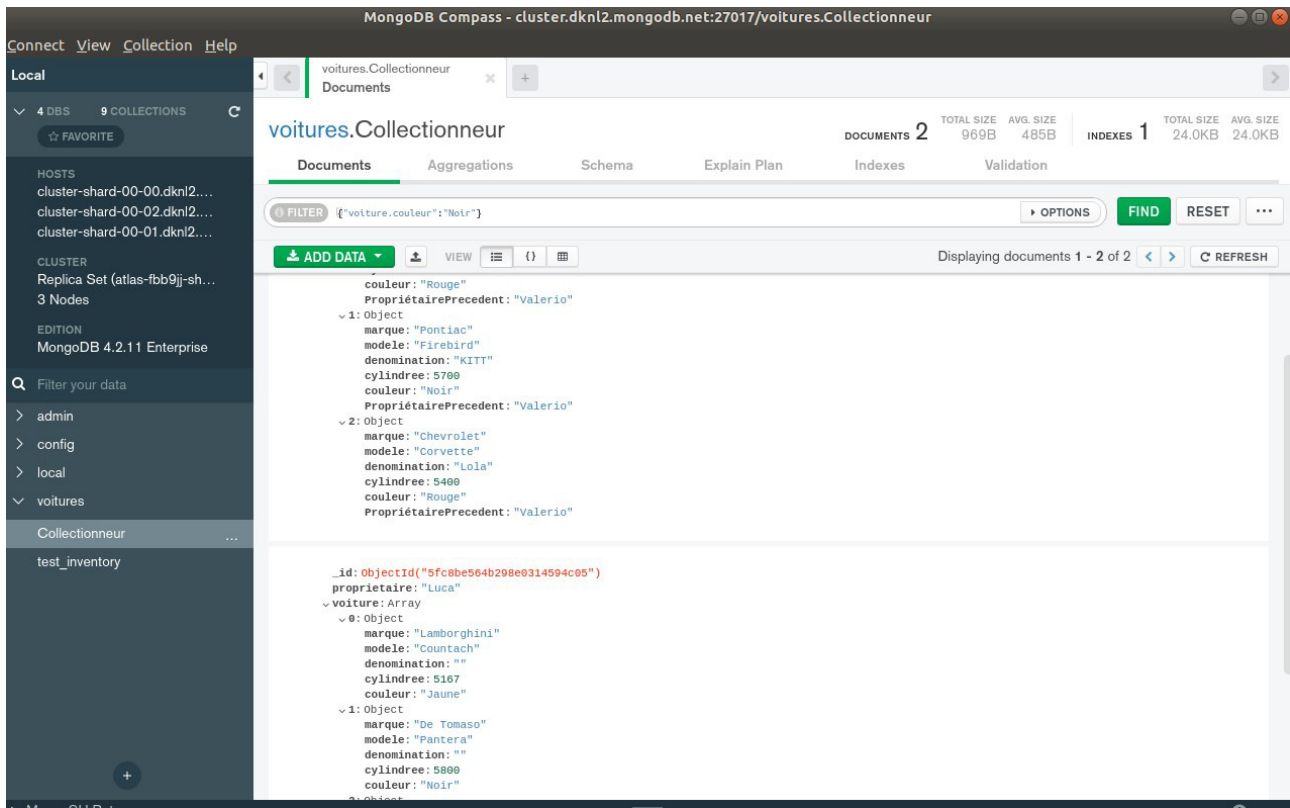 MongoDB Compass - cluster.dknl2.mongodb.net:27017/voitures.Collectionneur
Connect View Collection Help
Local
4 DBS 9 COLLECTIONS
FAVORITE
HOSTS
cluster-shard-00-00.dknl2....
cluster-shard-00-02.dknl2....
cluster-shard-00-01.dknl2....
CLUSTER
Replica Set (atlas-fbb9jj-sh...
3 Nodes
EDITION
MongoDB 4.2.11 Enterprise
Filter your data
admin
config
local
voitures
Collectionneur ...
test_inventory
voitures.Collectionneur
Documents
voitures.Collectionneur
DOCUMENTS 2
TOTAL SIZE 969B
AVG. SIZE 485B
INDEXES 1
TOTAL SIZE 24.0KB
AVG. SIZE 24.0KB
Documents Aggregations Schema Explain Plan Indexes Validation
FILTER {"voiture.couleur":"Noir"}
OPTIONS FIND RESET ...
ADD DATA VIEW {} Displaying documents 1 - 2 of 2 < > REFRESH
couleur: "Rouge"
PropriétairePrecedent: "Valerio"
1: Object
marque: "Pontiac"
modele: "Firebird"
denomination: "KITT"
cylindree: 5700
couleur: "Noir"
PropriétairePrecedent: "Valerio"
2: Object
marque: "Chevrolet"
modele: "Corvette"
denomination: "Lola"
cylindree: 5400
couleur: "Rouge"
PropriétairePrecedent: "Valerio"
_id: ObjectId("5fc8be564b298e0314594c05")
proprietaire: "Luca"
voiture: Array
0: Object
marque: "Lamborghini"
modele: "Countach"
denomination: ""
cylindree: 5167
couleur: "Jaune"
1: Object
marque: "De Tomaso"
modele: "Pantera"
denomination: ""
cylindree: 5800
couleur: "Noir"